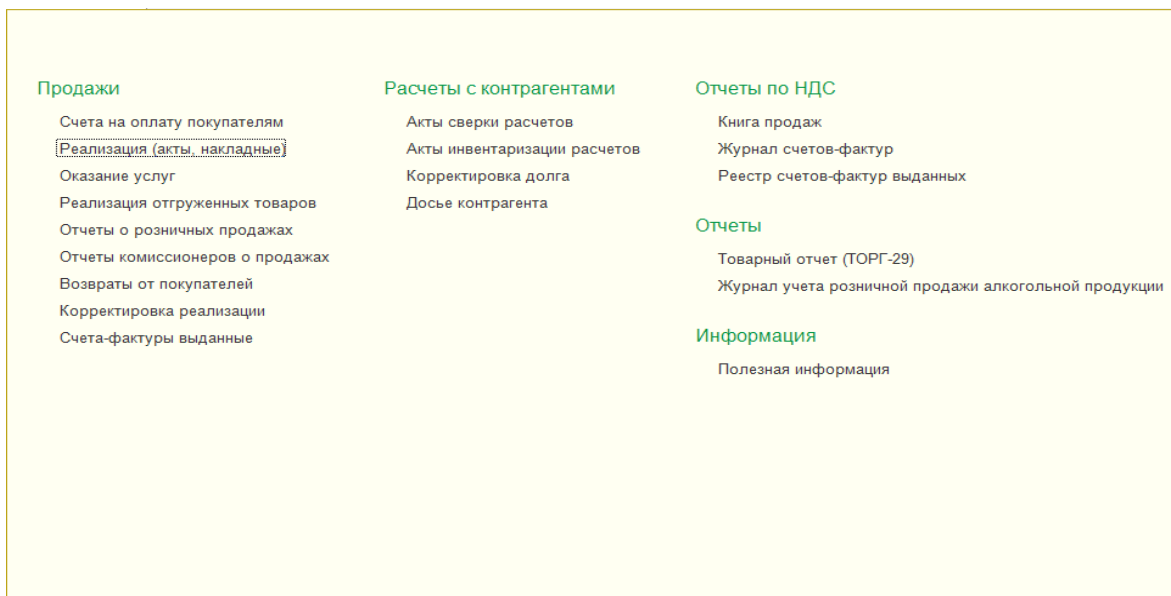 Продажи
Счета на оплату покупателям
Реализация (акты, накладные)
Оказание услуг
Реализация отгруженных товаров
Отчеты о розничных продажах
Отчеты комиссионеров о продажах
Возвраты от покупателей
Корректировка реализации
Счета-фактуры выданные
Расчеты с контрагентами
Акты сверки расчетов
Акты инвентаризации расчетов
Корректировка долга
Досье контрагента
Отчеты по НДС
Книга продаж
Журнал счетов-фактур
Реестр счетов-фактур выданных
Отчеты
Товарный отчет (ТОРГ-29)
Журнал учета розничной продажи алкогольной продукции
Информация
Полезная информация